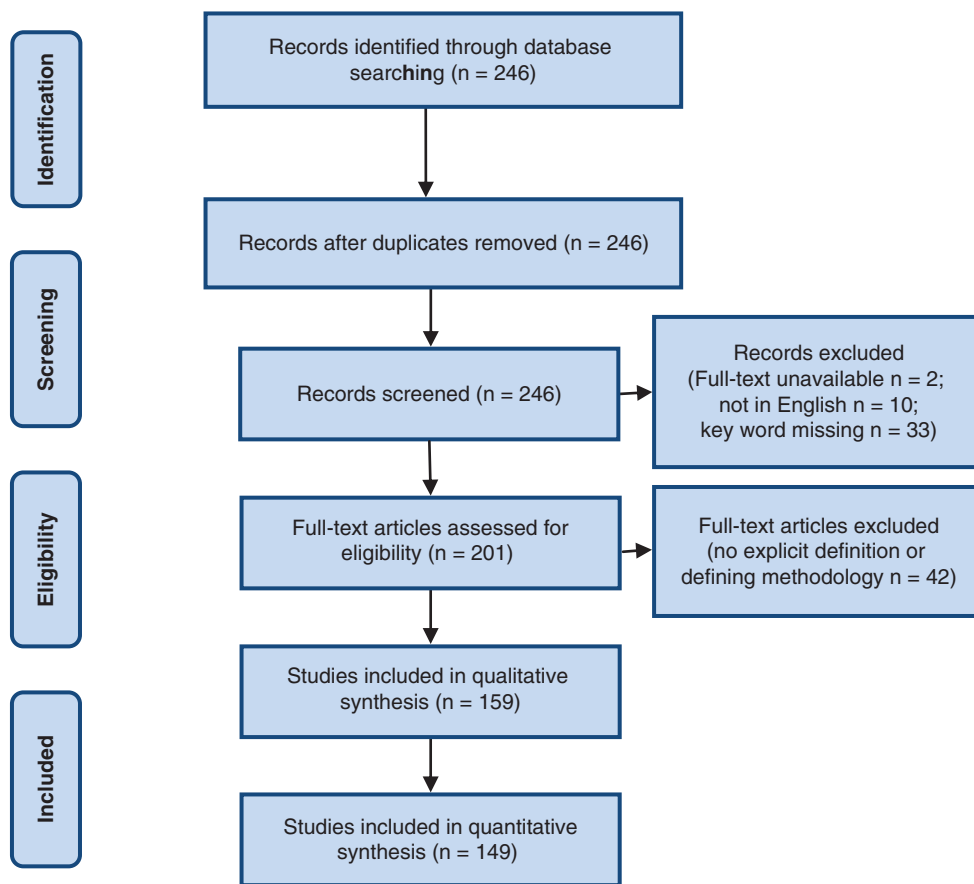 Identification
Records identified through database
searching (n = 246)
Records after duplicates removed (n = 246)
Screening
Records screened (n = 246)
Records excluded
(Full-text unavailable n = 2;
not in English n = 10;
key word missing n = 33)
Eligibility
Full-text articles assessed for
eligibility (n = 201)
Full-text articles excluded
(no explicit definition or
defining methodology n = 42)
Studies included in qualitative
synthesis (n = 159)
Included
Studies included in quantitative
synthesis (n = 149)